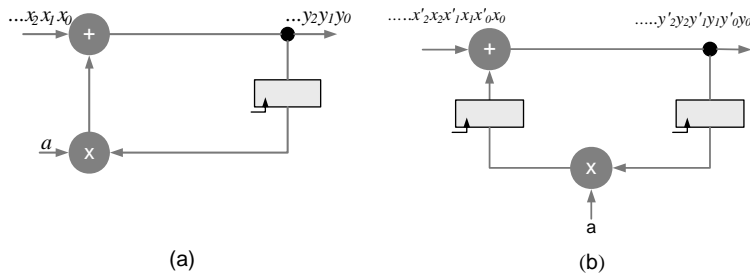 ...x₂x₁x₀
...y₂y₁y₀
+
a
x
(a)
.....x'₂x₂x'₁x₁x'₀x₀
.....y'₂y₂y'₁y₁y'₀y₀
+
x
a
(b)